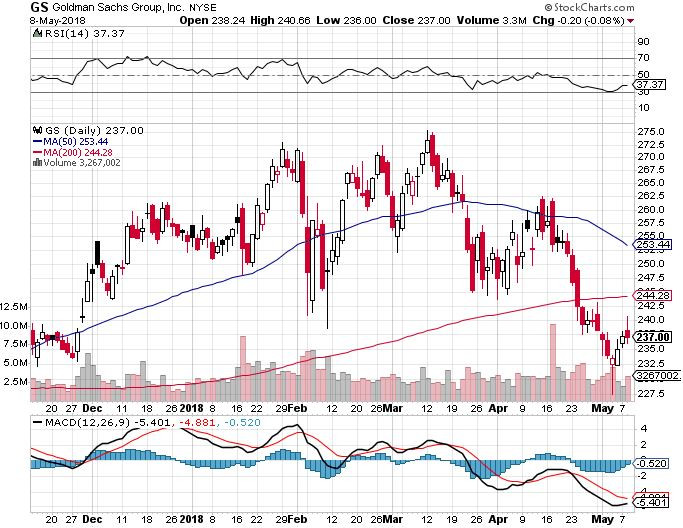 GS Goldman Sachs Group, Inc. NYSE © StockCharts.com
8-May-2018 Open 238.24 High 240.66 Low 236.00 Close 237.00 Volume 3.3M Chg -0.20 (-0.08%)
RSI(14) 37.37
90
70
50
37.37
30
10
GS (Daily) 237.00
MA(50) 253.44
MA(200) 244.28
Volume 3,267,002
275.0
272.5
270.0
267.5
265.0
262.5
260.0
257.5
255.0
253.44
250.0
247.5
244.28
242.5
240.0
237.00
235.0
232.5
3267002
227.5
12.5M
10.0M
7.5M
5.0M
2.5M
20 27 Dec 11 18 26 2018 8 16 22 29 Feb 12 20 26 Mar 12 19 26 Apr 9 16 23 May 7
MACD(12,26,9) -5.401, -4.881, -0.520
4
2
-0.520
-2
-4
-4.881
-5.401
20 27 Dec 11 18 26 2018 8 16 22 29 Feb 12 20 26 Mar 12 19 26 Apr 9 16 23 May 7